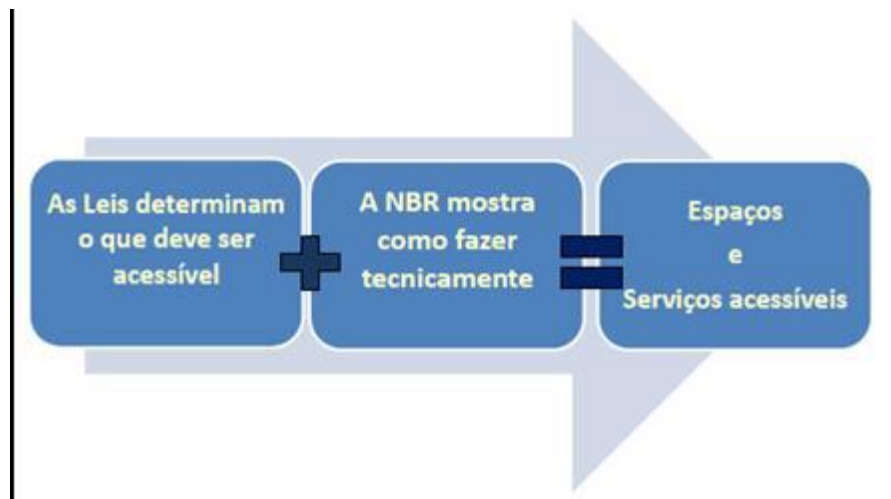 As Leis determinam
o que deve ser
acessível
A NBR mostra
como fazer
tecnicamente
Espaços
e
Serviços acessíveis